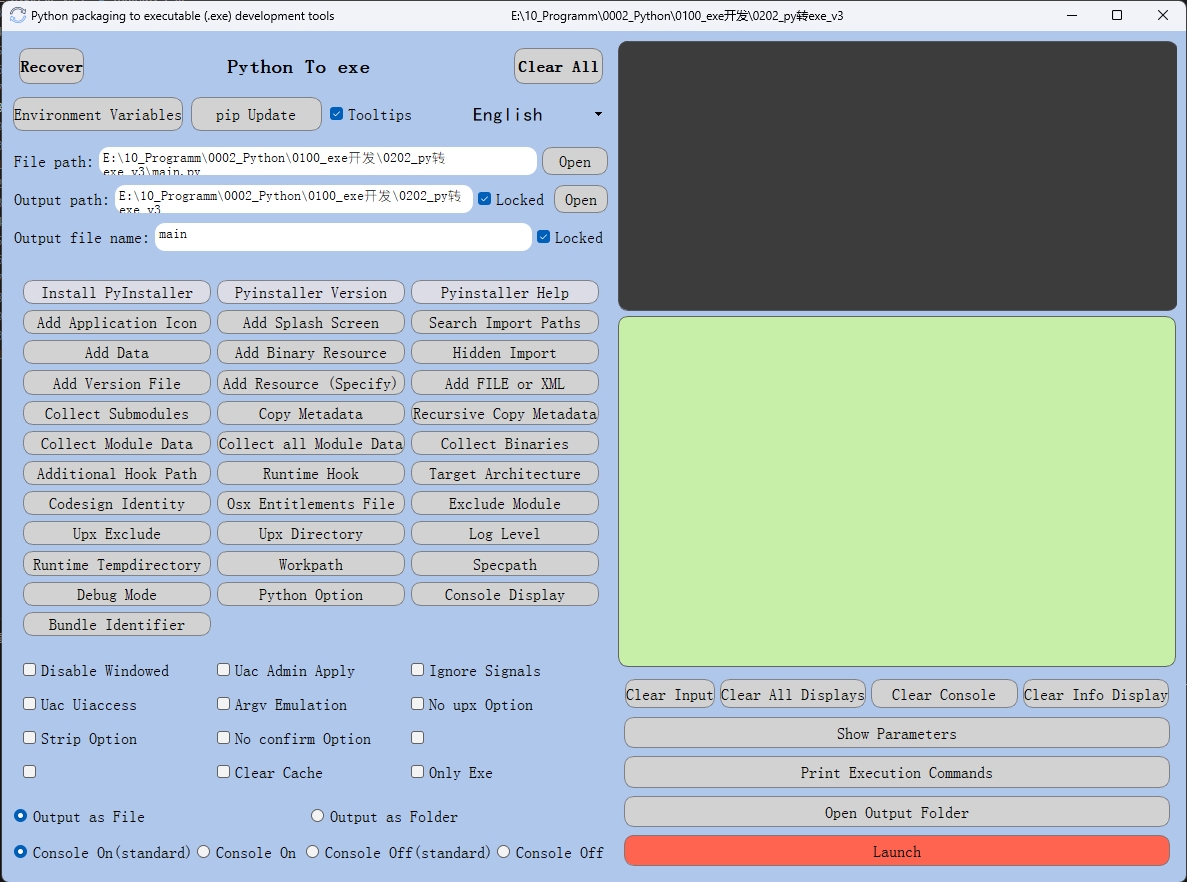 Python packaging to executable (.exe) development tools
E:\10_Programm\0002_Python\0100_exe开发\0202_py转exe_v3
Recover
Python To exe
Clear All
Environment Variables
pip Update
Tooltips
English
File path:
E:\10_Programm\0002_Python\0100_exe开发\0202_py转
exe_v3\main.py
Open
Output path:
E:\10_Programm\0002_Python\0100_exe开发\0202_py转
exe_v3
Locked
Open
Output file name:
main
Locked
Install PyInstaller
Pyinstaller Version
Pyinstaller Help
Add Application Icon
Add Splash Screen
Search Import Paths
Add Data
Add Binary Resource
Hidden Import
Add Version File
Add Resource (Specify)
Add FILE or XML
Collect Submodules
Copy Metadata
Recursive Copy Metadata
Collect Module Data
Collect all Module Data
Collect Binaries
Additional Hook Path
Runtime Hook
Target Architecture
Codesign Identity
Osx Entitlements File
Exclude Module
Upx Exclude
Upx Directory
Log Level
Runtime Tempdirectory
Workpath
Specpath
Debug Mode
Python Option
Console Display
Bundle Identifier
Disable Windowed
Uac Admin Apply
Ignore Signals
Uac Uiaccess
Argv Emulation
No upx Option
Strip Option
No confirm Option
Clear Cache
Only Exe
Output as File
Output as Folder
Console On(standard)
Console On
Console Off(standard)
Console Off
Clear Input
Clear All Displays
Clear Console
Clear Info Display
Show Parameters
Print Execution Commands
Open Output Folder
Launch